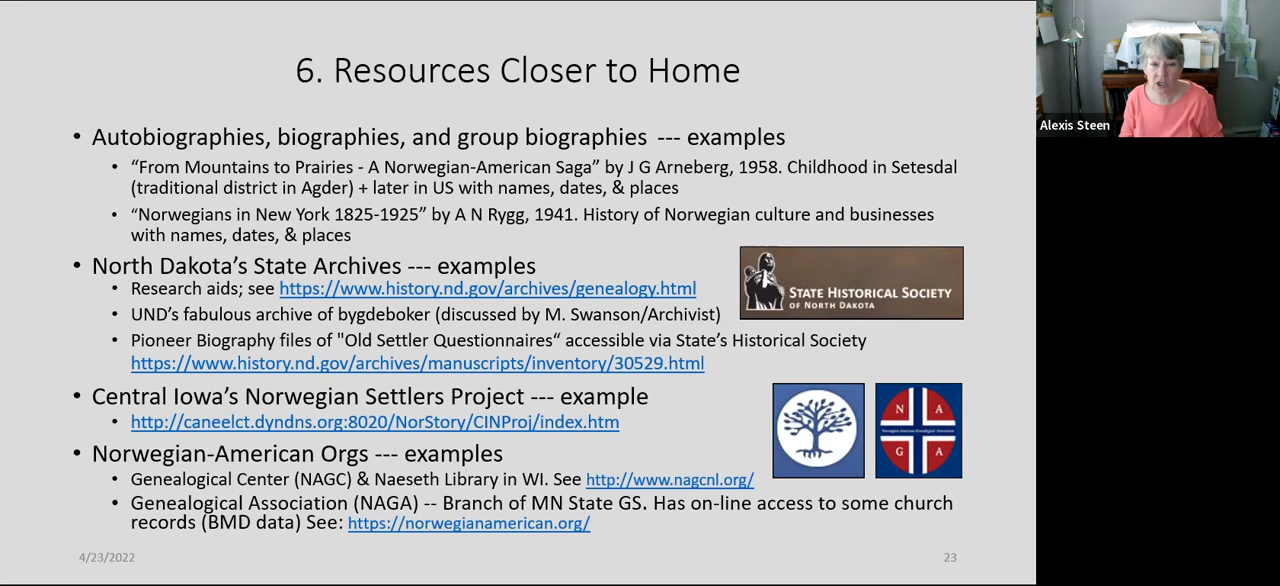 6. Resources Closer to Home
• Autobiographies, biographies, and group biographies --- examples
• “From Mountains to Prairies - A Norwegian-American Saga” by J G Arneberg, 1958. Childhood in Setesdal
(traditional district in Agder) + later in US with names, dates, & places
• “Norwegians in New York 1825-1925” by A N Rygg, 1941. History of Norwegian culture and businesses
with names, dates, & places
• North Dakota’s State Archives --- examples
• Research aids; see https://www.history.nd.gov/archives/genealogy.html
• UND’s fabulous archive of bygdeboker (discussed by M. Swanson/Archivist)
• Pioneer Biography files of "Old Settler Questionnaires“ accessible via State’s Historical Society
https://www.history.nd.gov/archives/manuscripts/inventory/30529.html
STATE HISTORICAL SOCIETY
OF NORTH DAKOTA
• Central Iowa’s Norwegian Settlers Project --- example
• http://caneelct.dyndns.org:8020/NorStory/CINProj/index.htm
• Norwegian-American Orgs --- examples
• Genealogical Center (NAGC) & Naeseth Library in WI. See http://www.nagcnl.org/
• Genealogical Association (NAGA) -- Branch of MN State GS. Has on-line access to some church
records (BMD data) See: https://norwegianamerican.org/
N A
Norwegian-American Genealogical Association
G A
4/23/2022
23
Alexis Steen